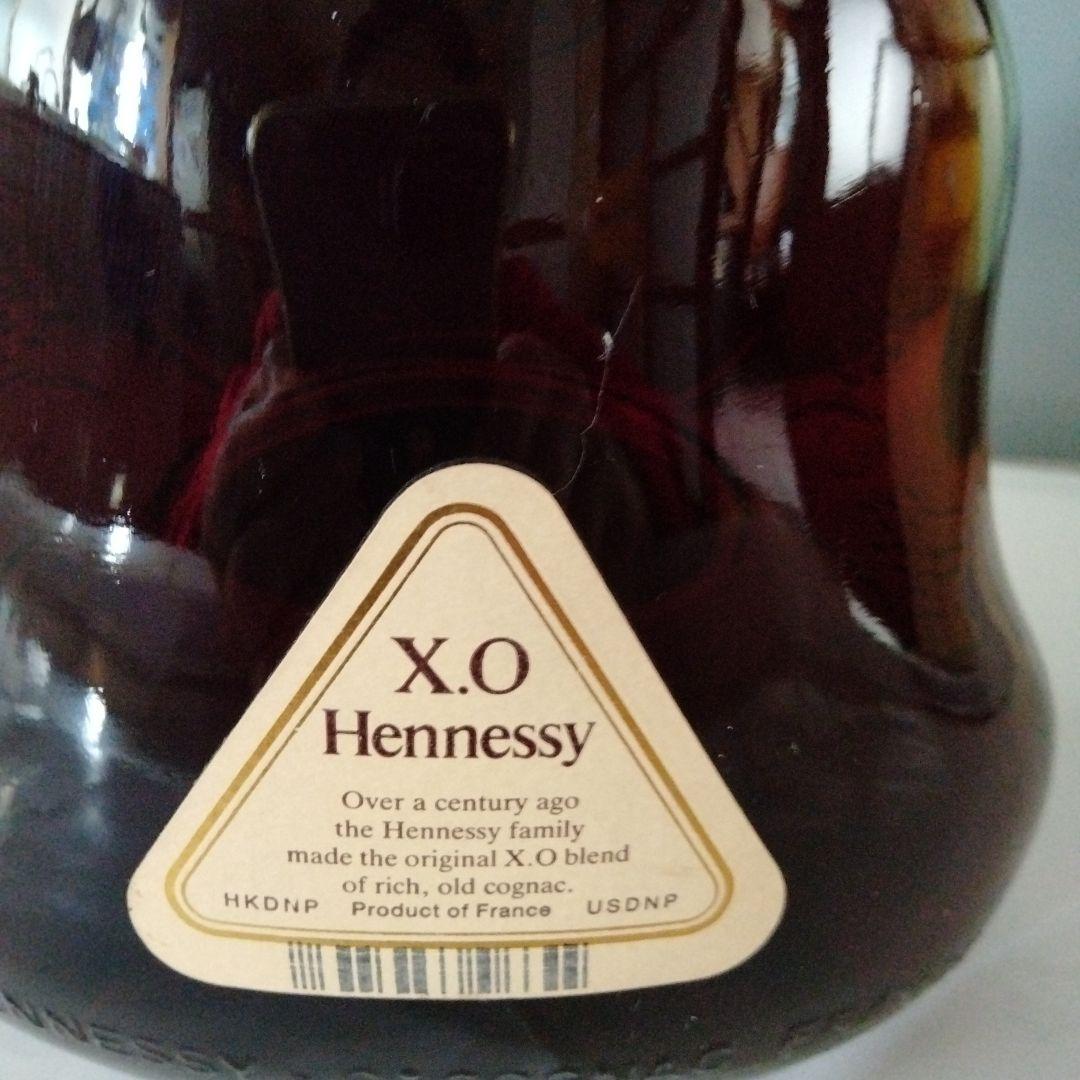 X.O
Hennessy
Over a century ago
the Hennessy family
made the original X.O blend
of rich, old cognac.
HKDNP Product of France USDNP